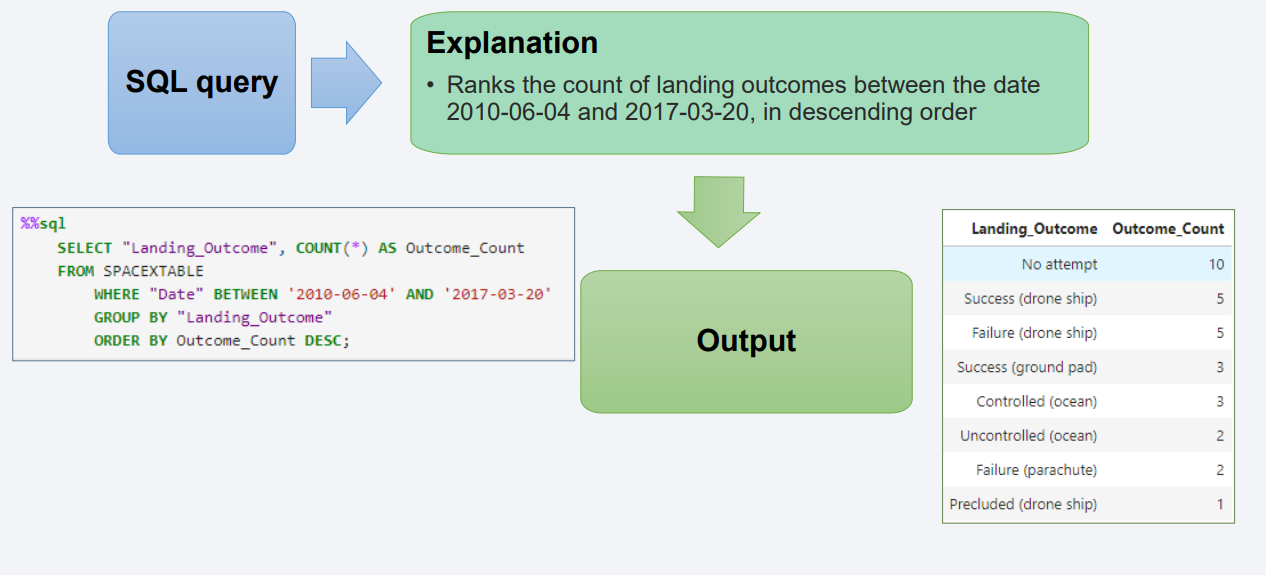 SQL query
Explanation
• Ranks the count of landing outcomes between the date
2010-06-04 and 2017-03-20, in descending order
%%sql
SELECT "Landing_Outcome", COUNT(*) AS Outcome_Count
FROM SPACEXTABLE
WHERE "Date" BETWEEN '2010-06-04' AND '2017-03-20'
GROUP BY "Landing_Outcome"
ORDER BY Outcome_Count DESC;
Output
Landing_Outcome Outcome_Count
No attempt 10
Success (drone ship) 5
Failure (drone ship) 5
Success (ground pad) 3
Controlled (ocean) 3
Uncontrolled (ocean) 2
Failure (parachute) 2
Precluded (drone ship) 1